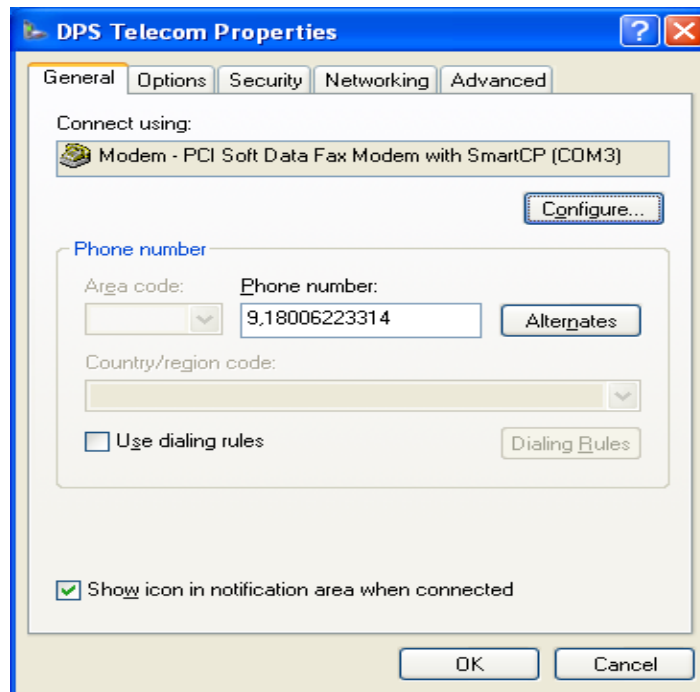 DPS Telecom Properties
General Options Security Networking Advanced
Connect using:
Modem - PCI Soft Data Fax Modem with SmartCP (COM3)
Configure...
Phone number
Area code: Phone number:
9,18006223314 Alternates
Country/region code:
Use dialing rules Dialing Rules
Show icon in notification area when connected
OK Cancel